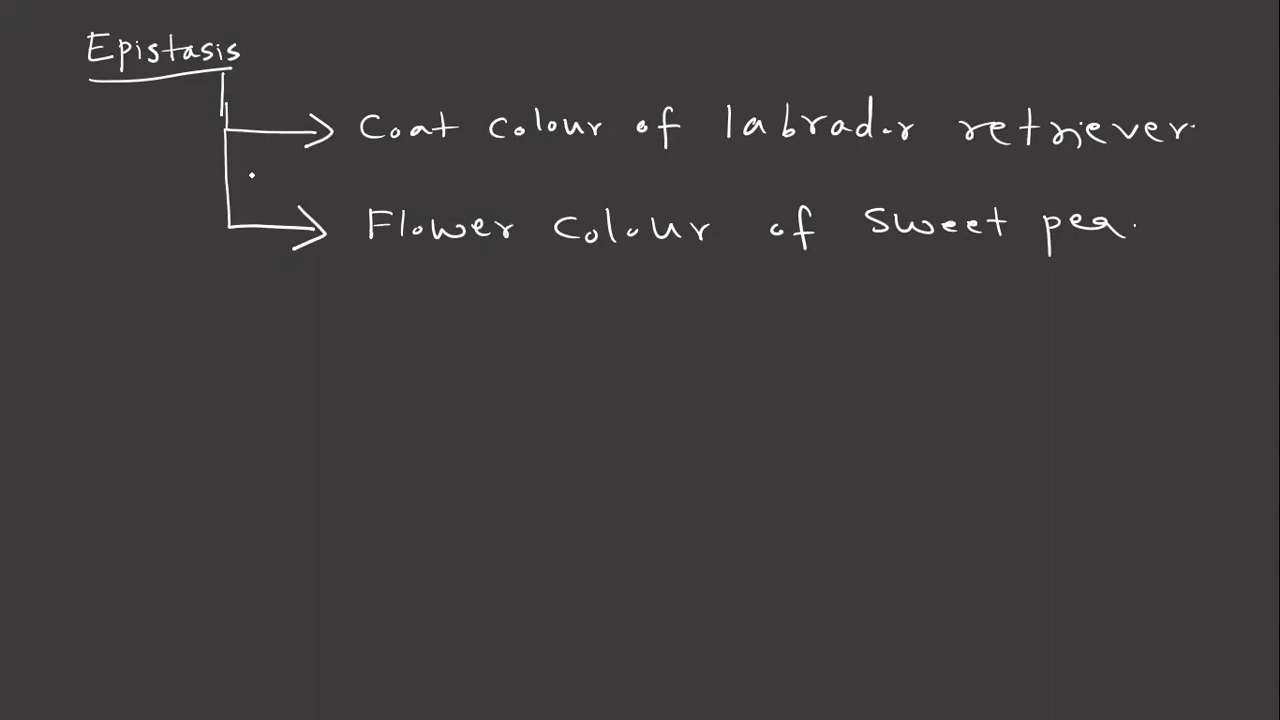 Epistasis
Coat colour of labrador retriever.
Flower colour of sweet pea.